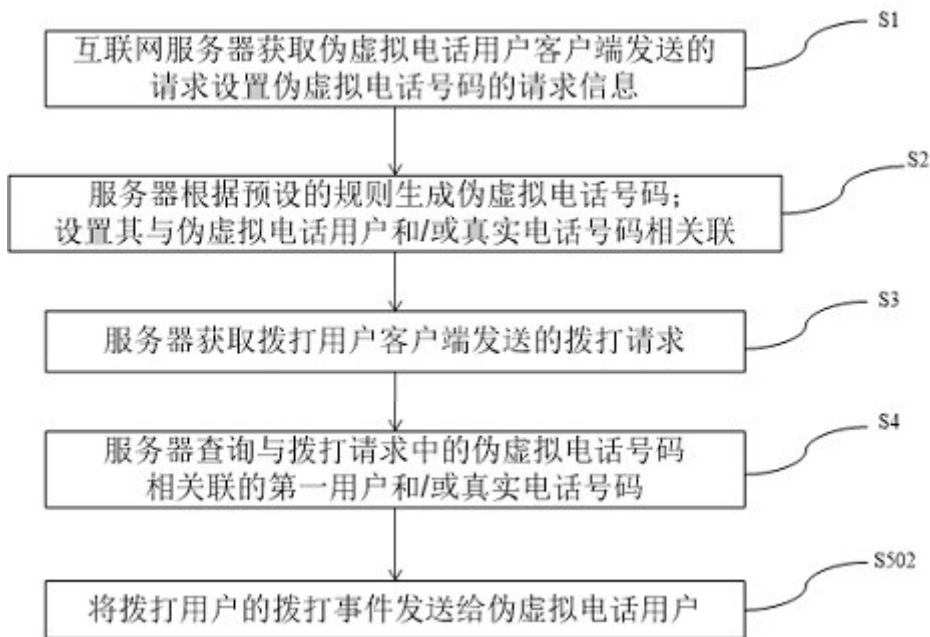 S1
互联网服务器获取伪虚拟电话用户客户端发送的
请求设置伪虚拟电话号码的请求信息
S2
服务器根据预设的规则生成伪虚拟电话号码；
设置其与伪虚拟电话用户和/或真实电话号码相关联
S3
服务器获取拨打用户客户端发送的拨打请求
S4
服务器查询与拨打请求中的伪虚拟电话号码
相关联的第一用户和/或真实电话号码
S502
将拨打用户的拨打事件发送给伪虚拟电话用户